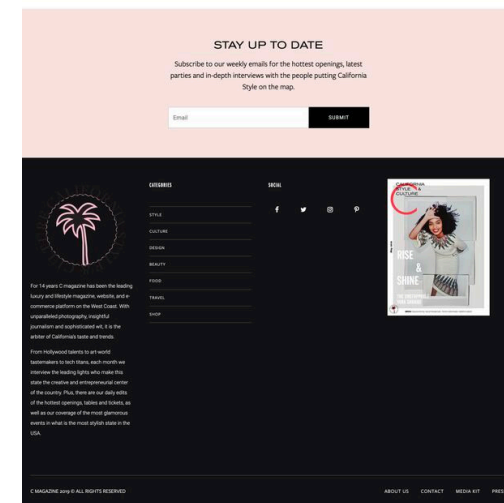 STAY UP TO DATE
Subscribe to our weekly emails for the hottest openings, latest
parties and in-depth interviews with the people putting California
Style on the map.
Email
SUBMIT
For 14 years C magazine has been the leading
luxury and lifestyle magazine, website, and e-
commerce platform on the West Coast. With
unparalleled photography, insightful
journalism and sophisticated wit, it is the
arbiter of California's taste and trends.
From Hollywood talents to art-world
tastemakers to tech titans, each month we
interview the leading lights who make this
state the creative and entrepreneurial center
of the country. Plus, there are our daily edits
of the hottest openings, tables and tickets, as
well as our coverage of the most glamorous
events in what is the most stylish state in the
USA.
CATEGORIES
STYLE
CULTURE
DESIGN
BEAUTY
FOOD
TRAVEL
SHOP
SOCIAL
CALIFORNIA
STYLE &
CULTURE
C
RISE
&
SHINE
C MAGAZINE 2019 © ALL RIGHTS RESERVED
ABOUT US
CONTACT
MEDIA KIT